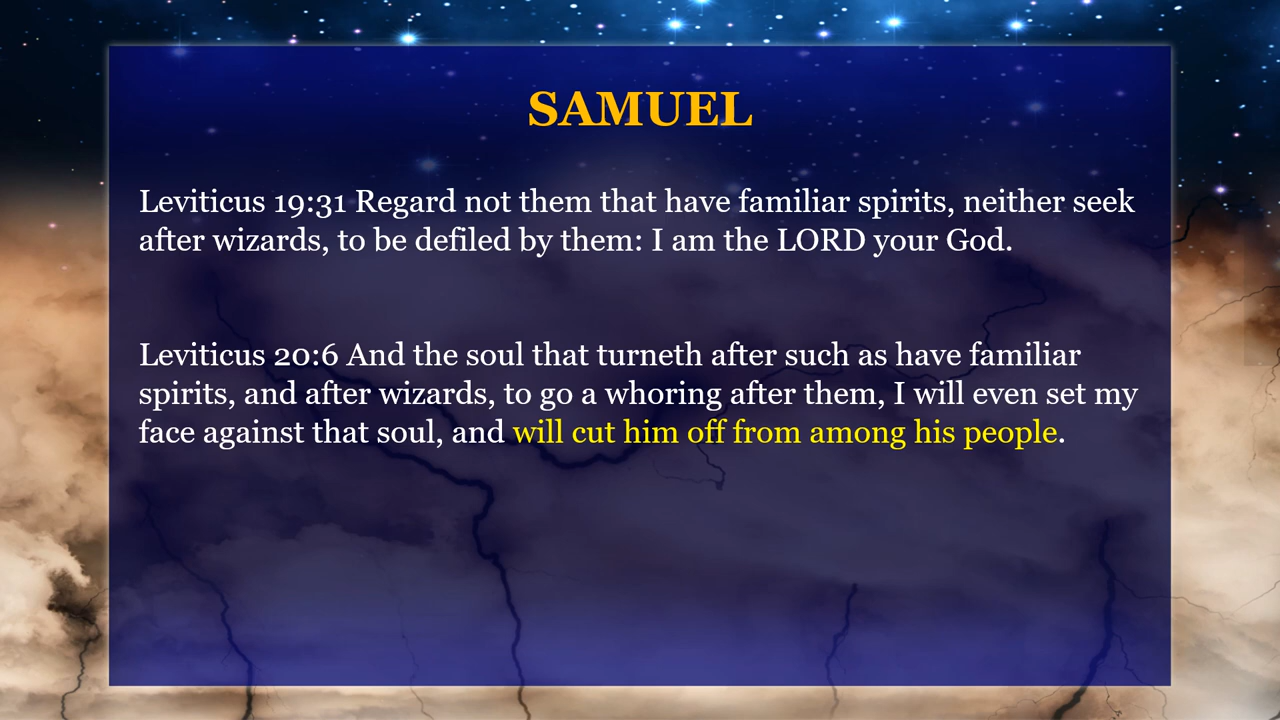 SAMUEL
Leviticus 19:31 Regard not them that have familiar spirits, neither seek
after wizards, to be defiled by them: I am the LORD your God.
Leviticus 20:6 And the soul that turneth after such as have familiar
spirits, and after wizards, to go a whoring after them, I will even set my
face against that soul, and will cut him off from among his people.